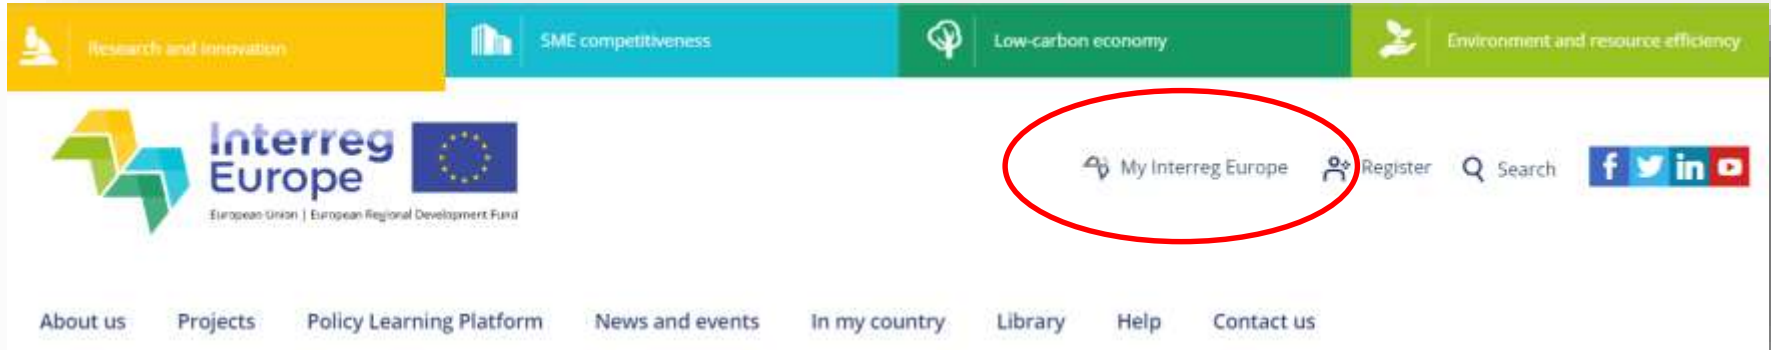 Research and innovation
SME competitiveness
Low-carbon economy
Environment and resource efficiency
Interreg
Europe
European Union | European Regional Development Fund
My Interreg Europe
Register
Search
f
in
About us
Projects
Policy Learning Platform
News and events
In my country
Library
Help
Contact us